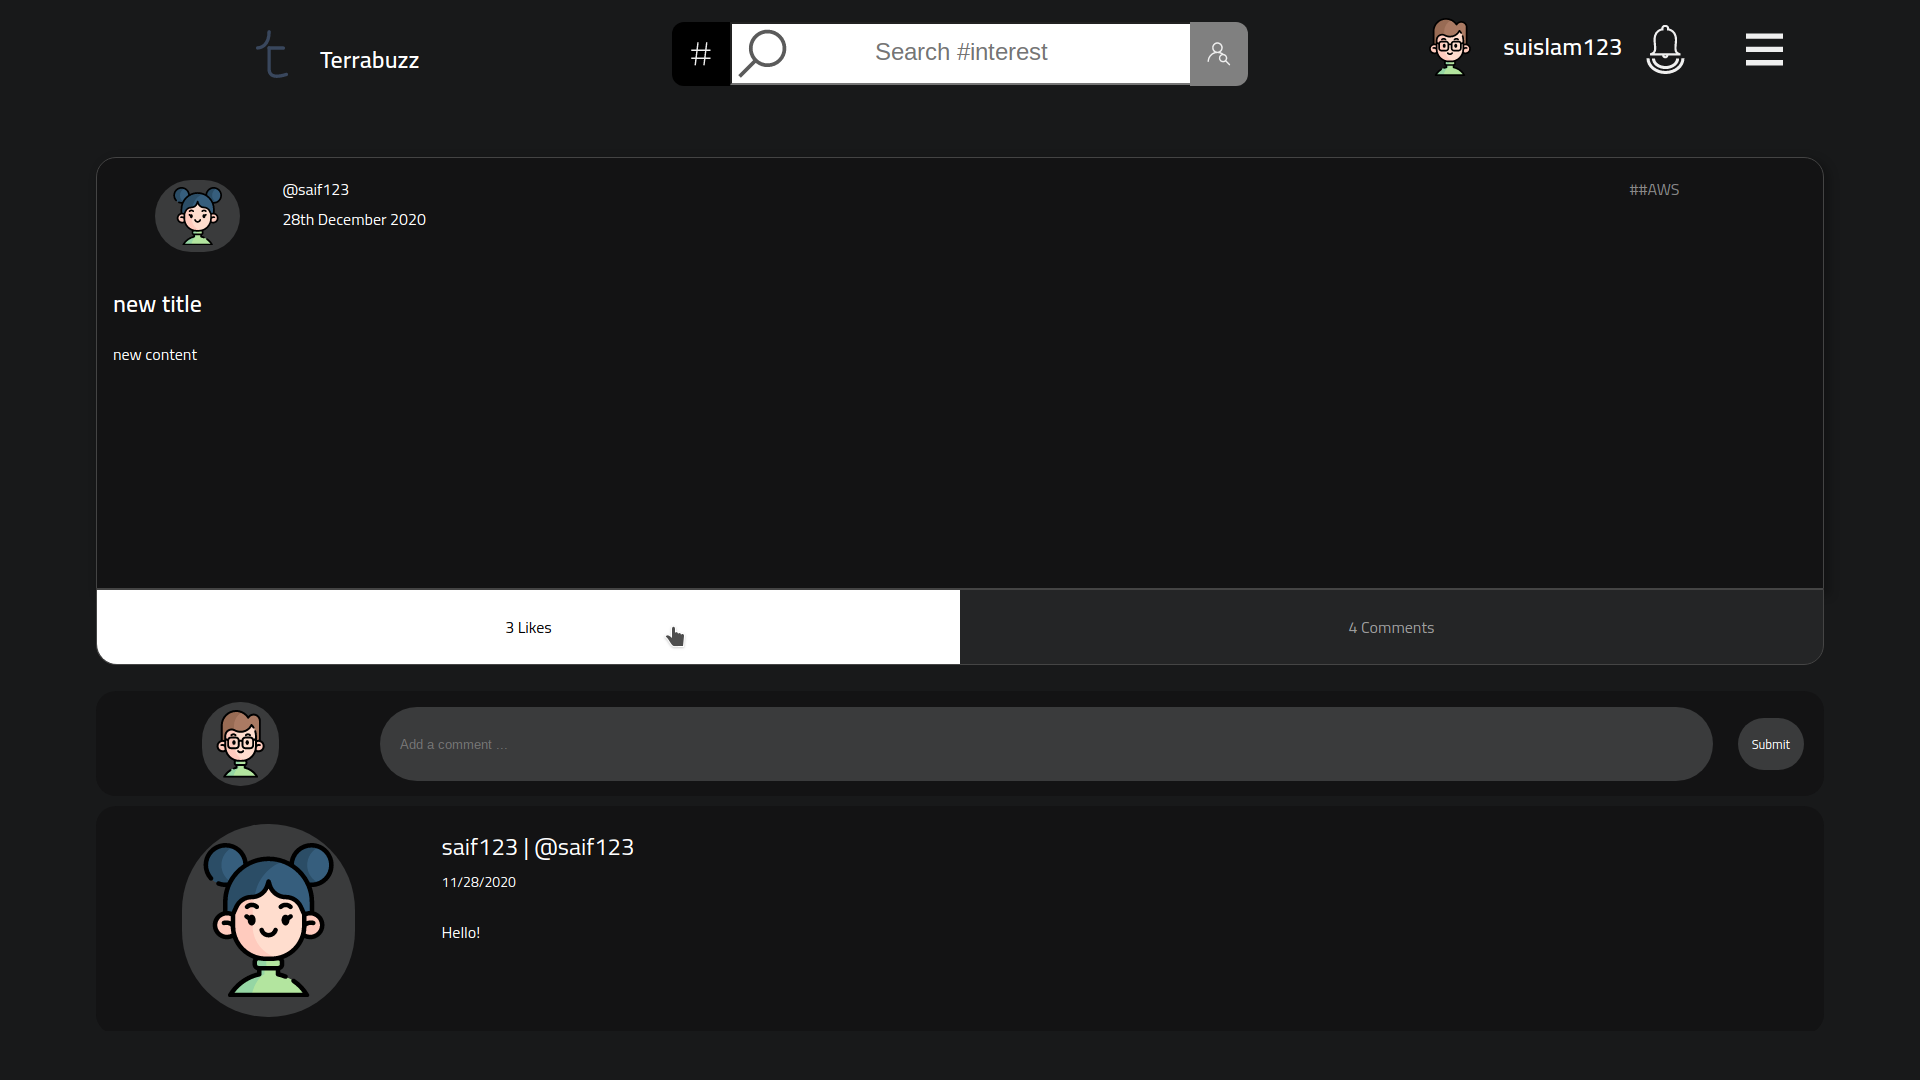 Terrabuzz
#
Search #interest
suislam123
@saif123
##AWS
28th December 2020
new title
new content
3 Likes
4 Comments
Add a comment ...
Submit
saif123 | @saif123
11/28/2020
Hello!